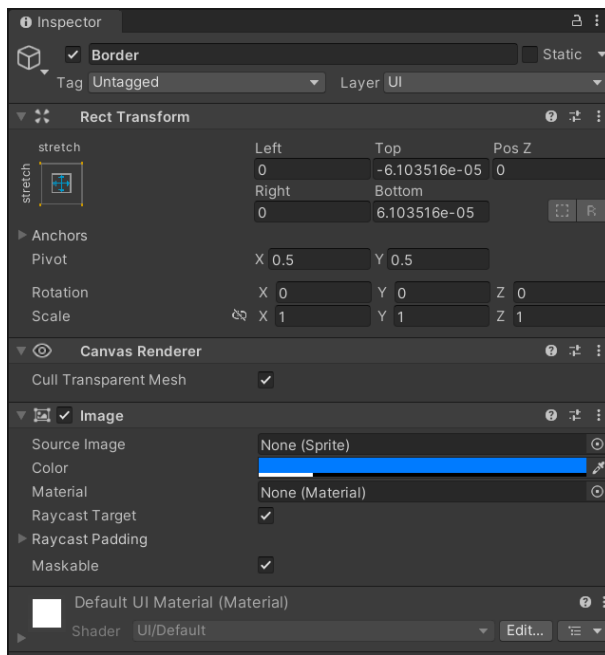 Inspector
Border Static
Tag Untagged Layer UI
Rect Transform
stretch Left Top Pos Z
stretch 0 -6.103516e-05 0
Right Bottom
0 6.103516e-05 R
Anchors
Pivot X 0.5 Y 0.5
Rotation X 0 Y 0 Z 0
Scale X 1 Y 1 Z 1
Canvas Renderer
Cull Transparent Mesh
Image
Source Image None (Sprite)
Color
Material None (Material)
Raycast Target
Raycast Padding
Maskable
Default UI Material (Material)
Shader UI/Default Edit...